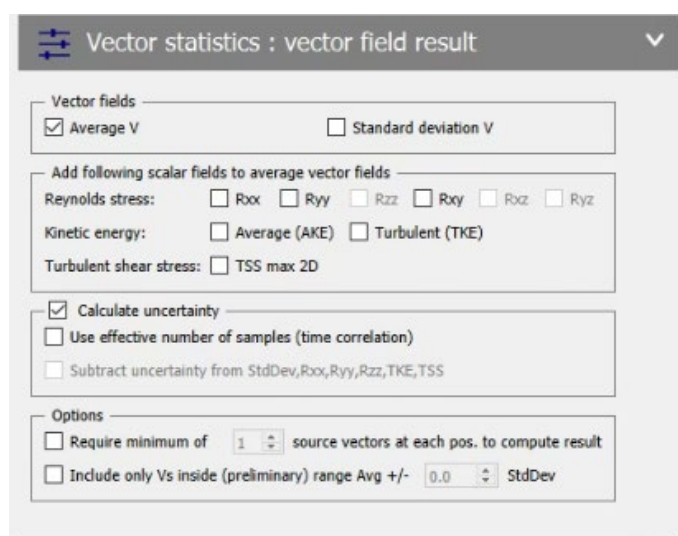 Vector statistics : vector field result
Vector fields
Average V Standard deviation V
Add following scalar fields to average vector fields
Reynolds stress: Rxx Ryy Rzz Rxy Rxz Ryz
Kinetic energy: Average (AKE) Turbulent (TKE)
Turbulent shear stress: TSS max 2D
Calculate uncertainty
Use effective number of samples (time correlation)
Subtract uncertainty from StdDev,Rxx,Ryy,Rzz,TKE,TSS
Options
Require minimum of 1 source vectors at each pos. to compute result
Include only Vs inside (preliminary) range Avg +/- 0.0 StdDev